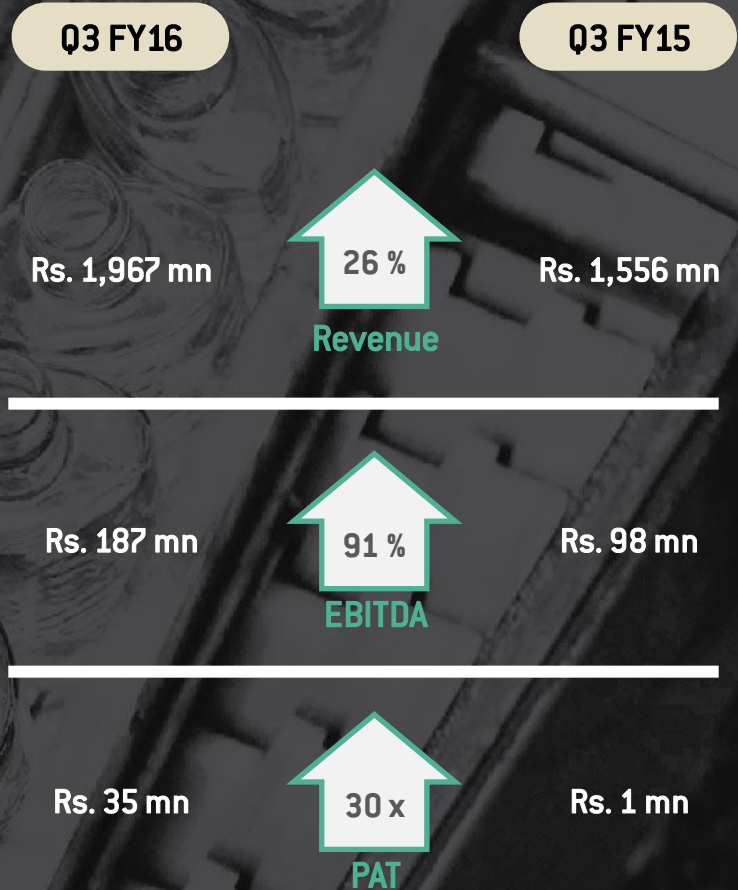 Q3 FY16 Q3 FY15
Rs. 1,967 mn 26 % Rs. 1,556 mn
Revenue
Rs. 187 mn 91 % Rs. 98 mn
EBITDA
Rs. 35 mn 30 x Rs. 1 mn
PAT